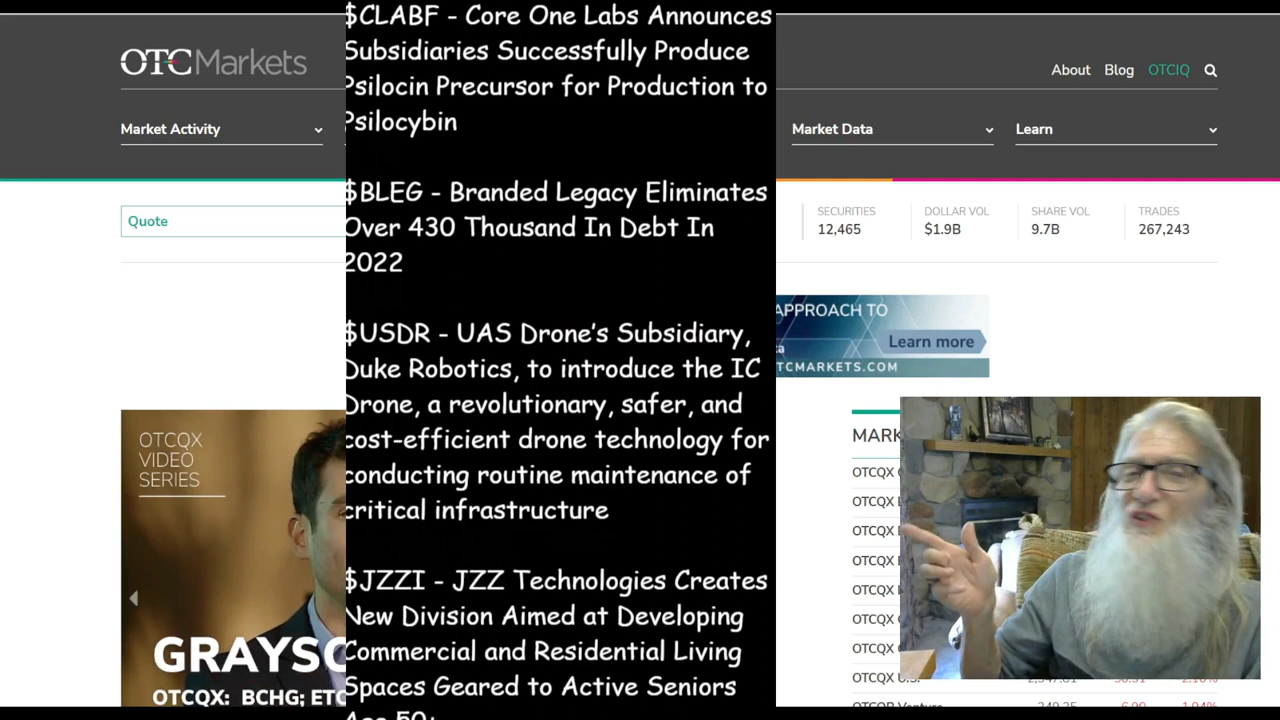 OTC Markets
About Blog OTCIQ
Market Activity
Market Data
Learn
Quote
SECURITIES
12,465
DOLLAR VOL
$1.9B
SHARE VOL
9.7B
TRADES
267,243
$CLABF - Core One Labs Announces
Subsidiaries Successfully Produce
Psilocin Precursor for Production to
Psilocybin
$BLEG - Branded Legacy Eliminates
Over 430 Thousand In Debt In
2022
$USDR - UAS Drone's Subsidiary,
Duke Robotics, to introduce the IC
Drone, a revolutionary, safer, and
cost-efficient drone technology for
conducting routine maintenance of
critical infrastructure
$JZZI - JZZ Technologies Creates
New Division Aimed at Developing
Commercial and Residential Living
Spaces Geared to Active Seniors
Age 50+
APPROACH TO
Learn more
TCMARKETS.COM
OTCQX
VIDEO
SERIES
GRAYSC
OTCQX: BCHG; ETC
MARK
OTCQX
OTCQX
OTCQX
OTCQX
OTCQX
OTCQX
OTCQX
OTCQX U.S.